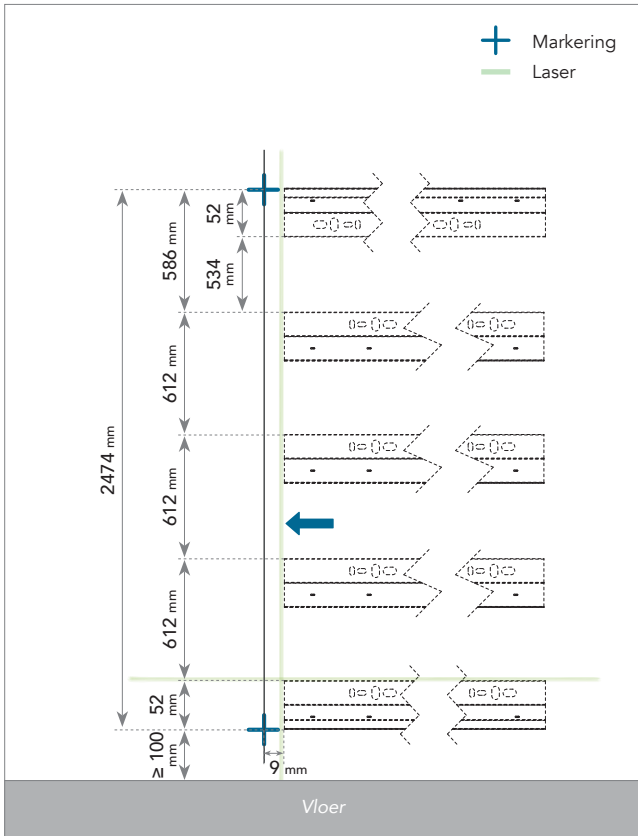 Markering
Laser
52 mm
586 mm
534 mm
612 mm
2474 mm
612 mm
612 mm
52 mm
≥ 100 mm
9 mm
Vloer